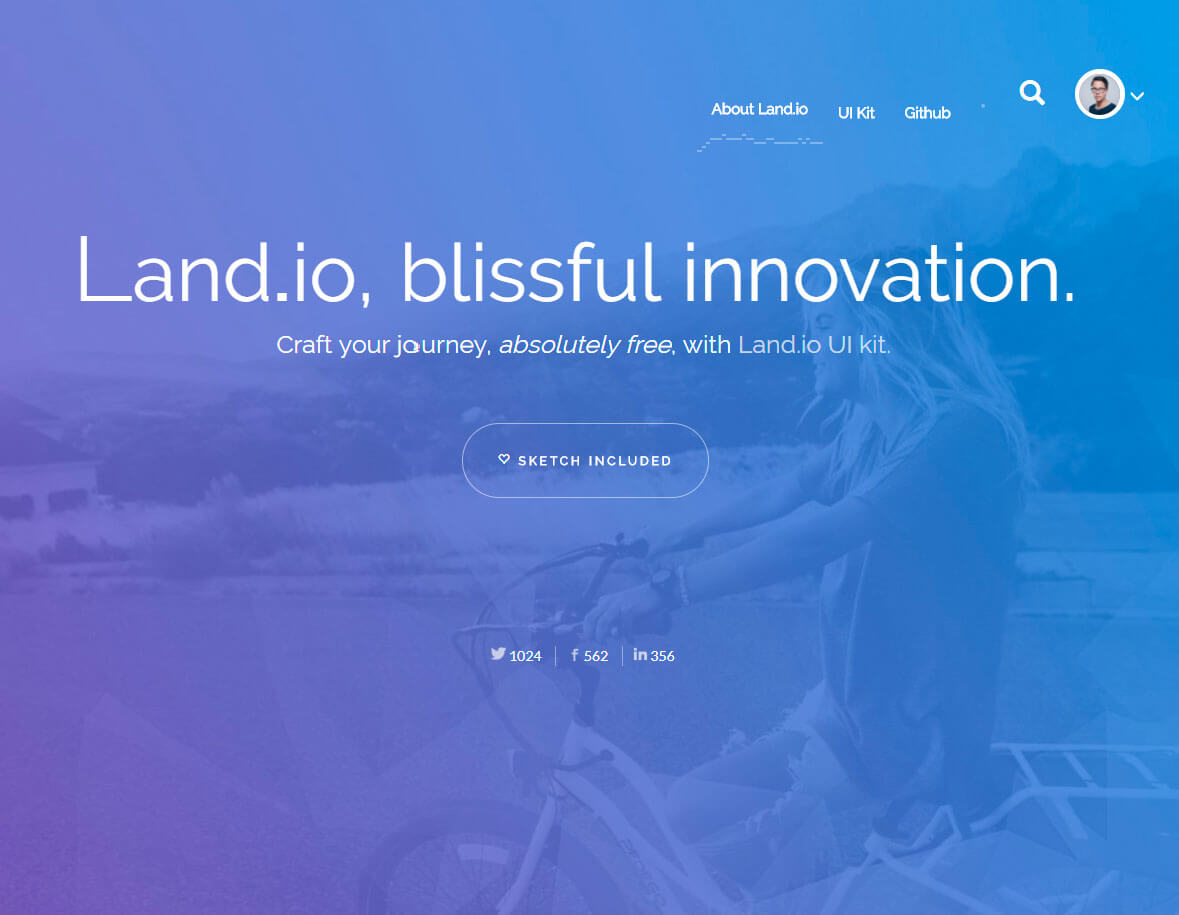 About Land.io
UI Kit
Github
Land.io, blissful innovation.
Craft your journey, absolutely free, with Land.io UI kit.
SKETCH INCLUDED
1024
f 562
in 356